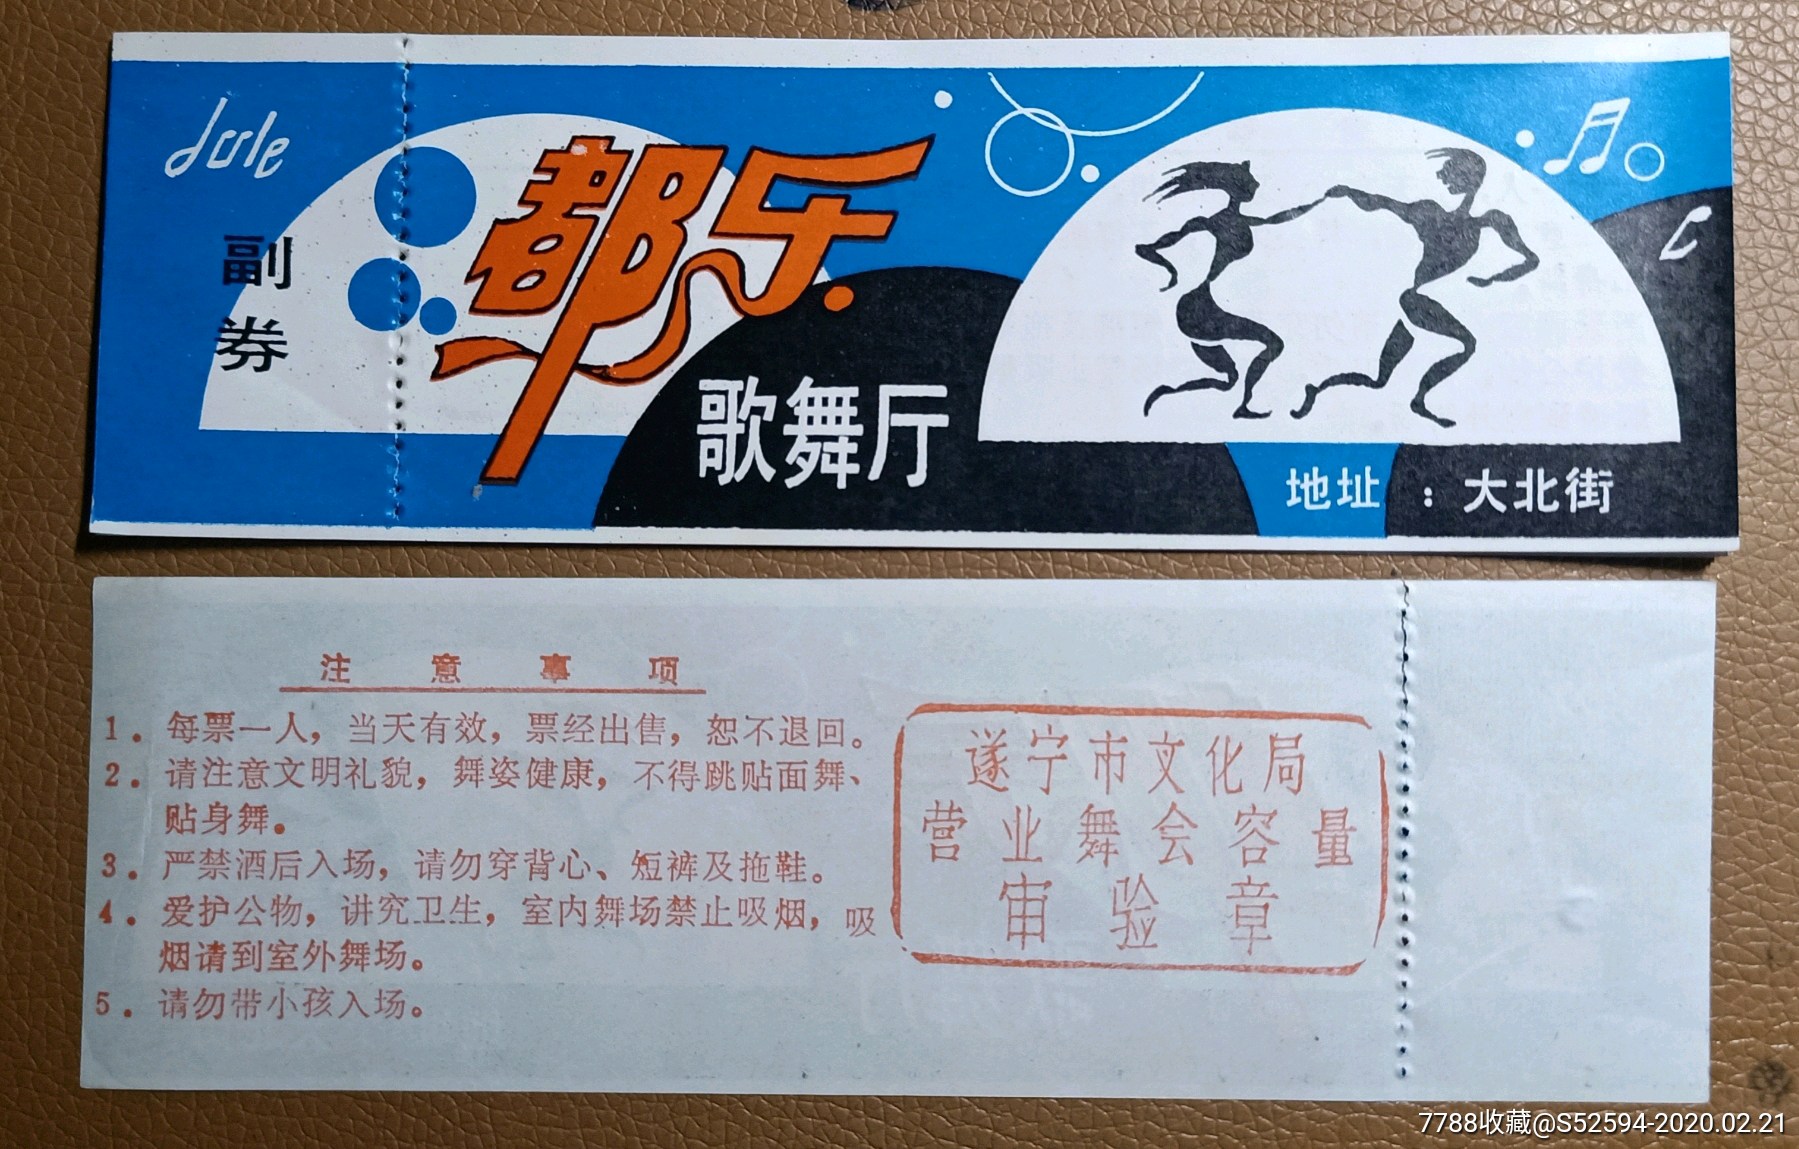 dule
副
券
都乐
歌舞厅
地址：大北街
注意事项
1．每票一人，当天有效，票经出售，恕不退回。
2．请注意文明礼貌，舞姿健康，不得跳贴面舞、
贴身舞。
3．严禁酒后入场，请勿穿背心、短裤及拖鞋。
4．爱护公物，讲究卫生，室内舞场禁止吸烟，吸
烟请到室外舞场。
5．请勿带小孩入场。
遂宁市文化局
营业舞会容量
审验章
7788收藏@S52594-2020.02.21